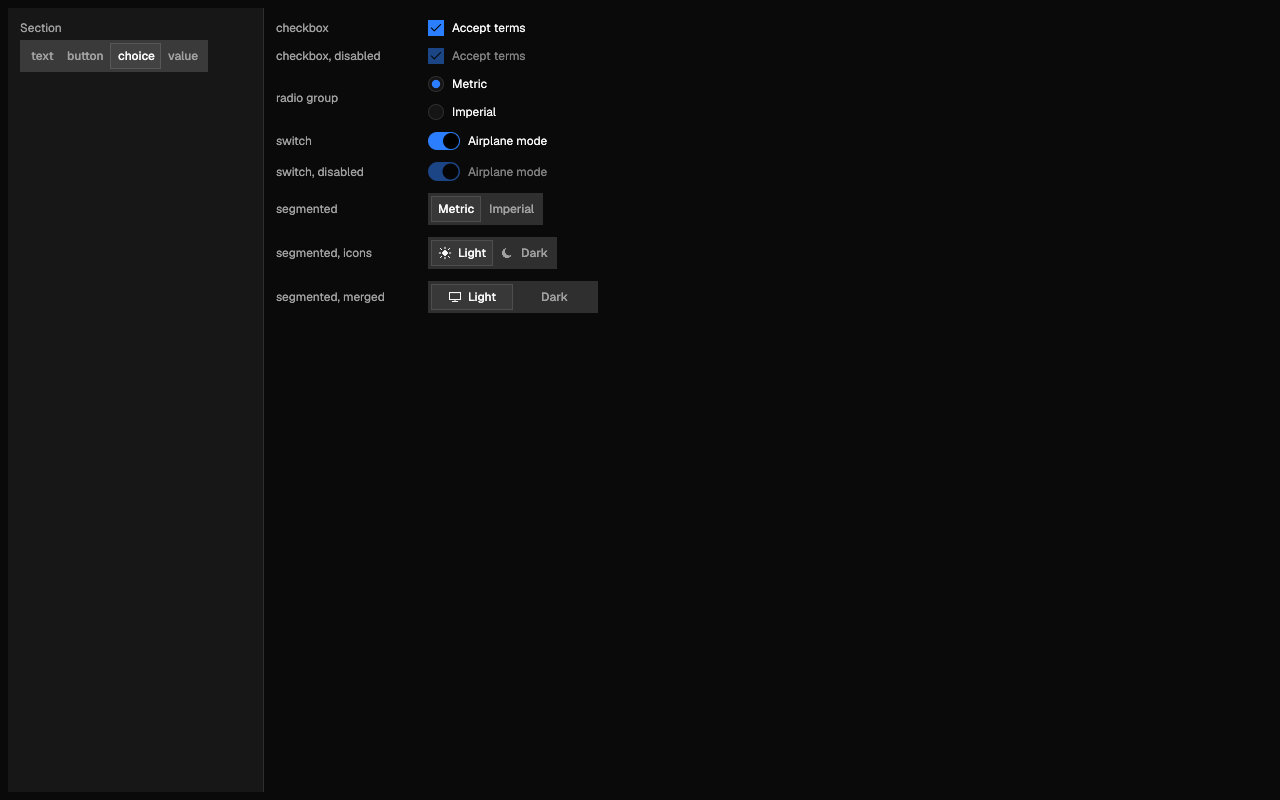 Section
text button choice value
checkbox Accept terms
checkbox, disabled Accept terms
radio group
Metric
Imperial
switch Airplane mode
switch, disabled Airplane mode
segmented Metric Imperial
segmented, icons Light Dark
segmented, merged Light Dark